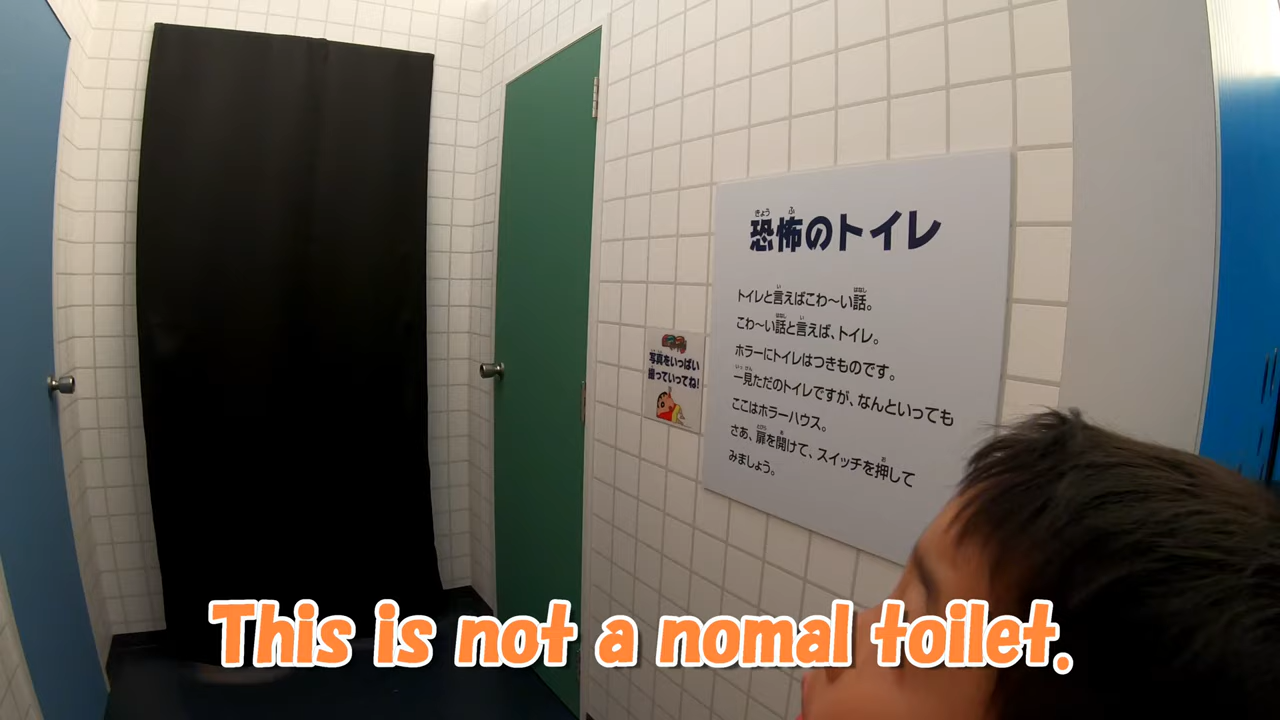 恐怖のトイレ
トイレと言えばこわ〜い話。
こわ〜い話と言えば、トイレ。
ホラーにトイレはつきものです。
一見ただのトイレですが、なんといっても
ここはホラーハウス。
さあ、扉を開けて、スイッチを押して
みましょう。
写真をいっぱい
撮っていってね!
This is not a nomal toilet.